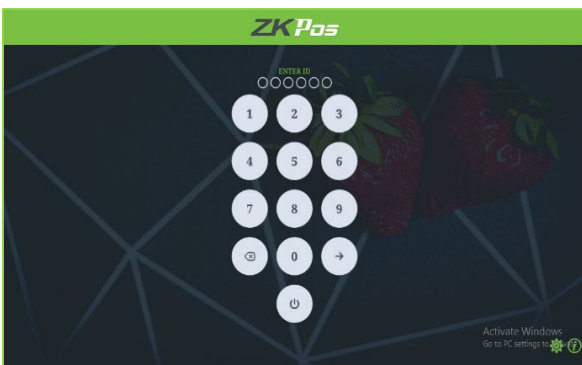 ZKPos
ENTER ID
1 2 3
4 5 6
7 8 9
0
Activate Windows
Go to PC settings to